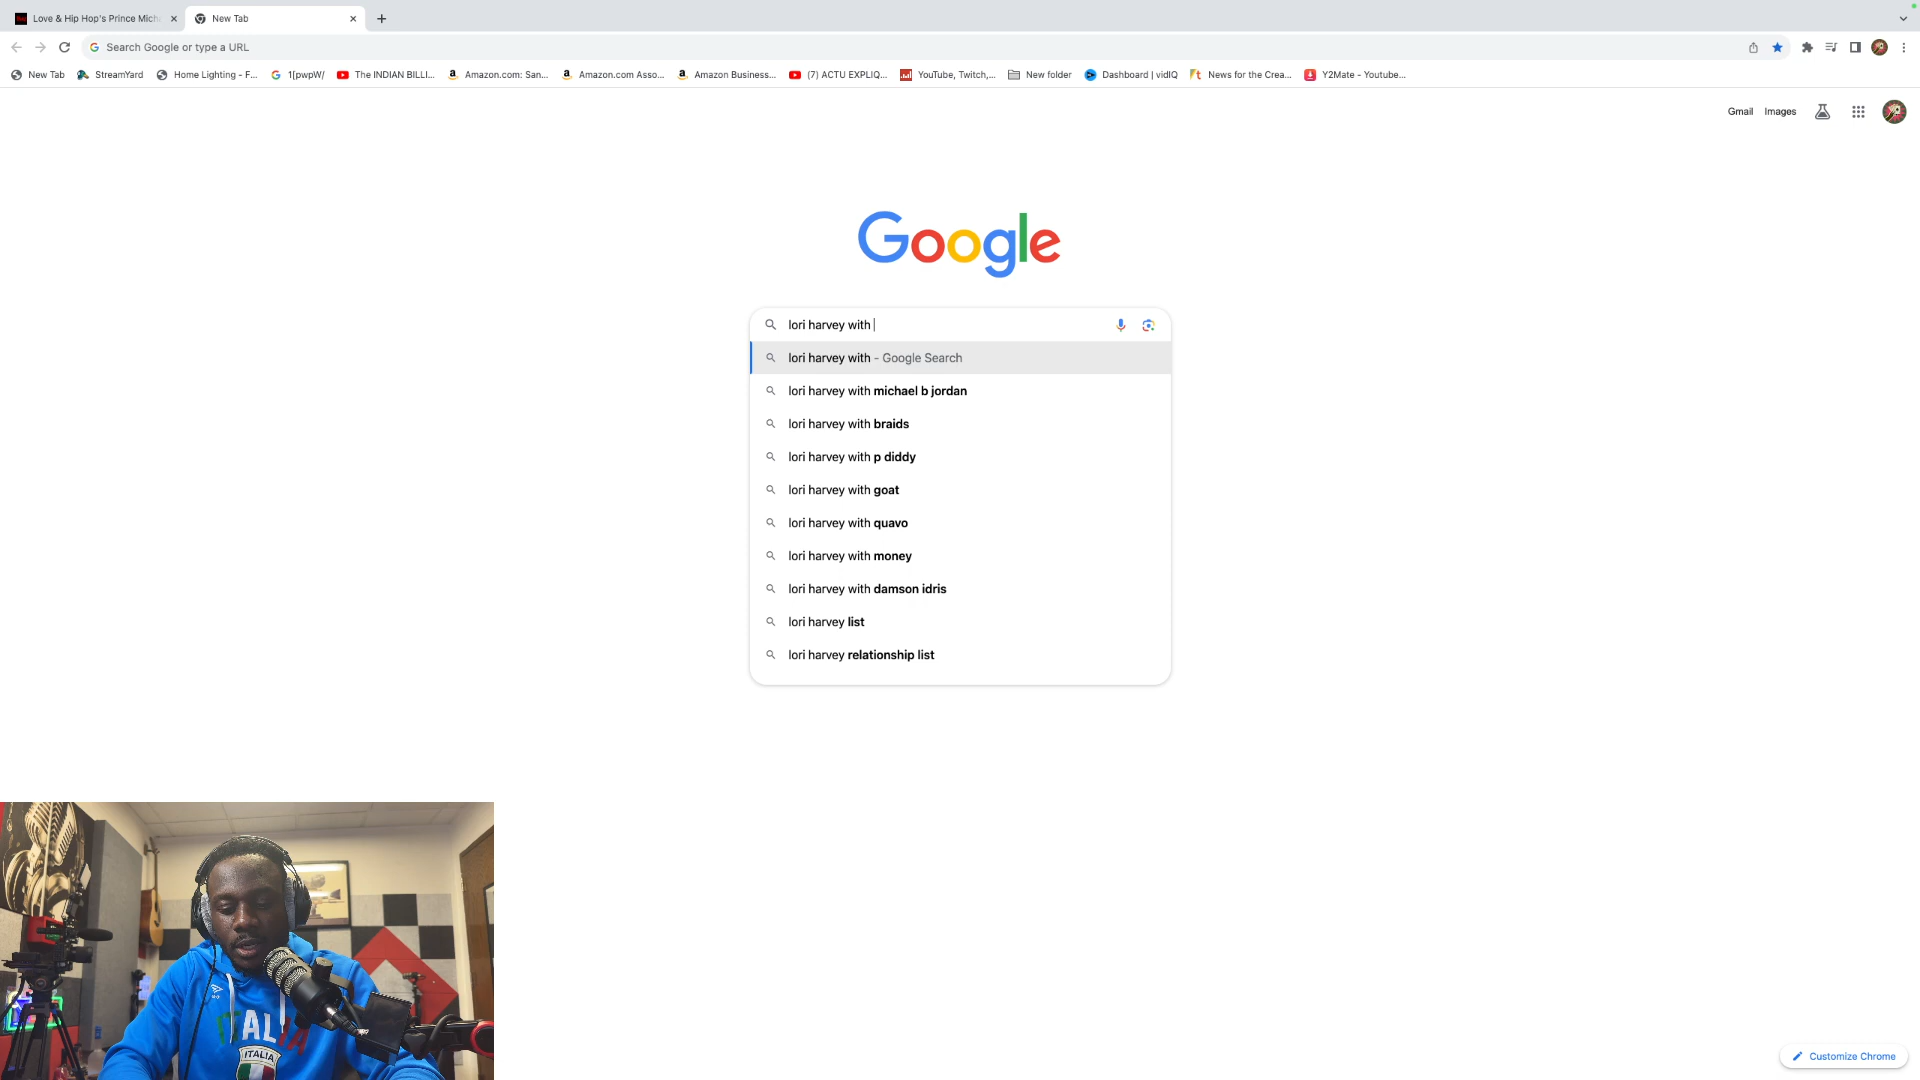 Love & Hip Hop's Prince Mich
New Tab
Search Google or type a URL
New Tab
StreamYard
Home Lighting - F...
1[pwpW/
The INDIAN BILLI...
Amazon.com: San...
Amazon.com Asso...
Amazon Business...
(7) ACTU EXPLIQ...
YouTube, Twitch,...
New folder
Dashboard | vidIQ
News for the Crea...
Y2Mate - Youtube...
Gmail
Images
Google
lori harvey with
lori harvey with - Google Search
lori harvey with michael b jordan
lori harvey with braids
lori harvey with p diddy
lori harvey with goat
lori harvey with quavo
lori harvey with money
lori harvey with damson idris
lori harvey list
lori harvey relationship list
ITALIA
ITALIA
Customize Chrome